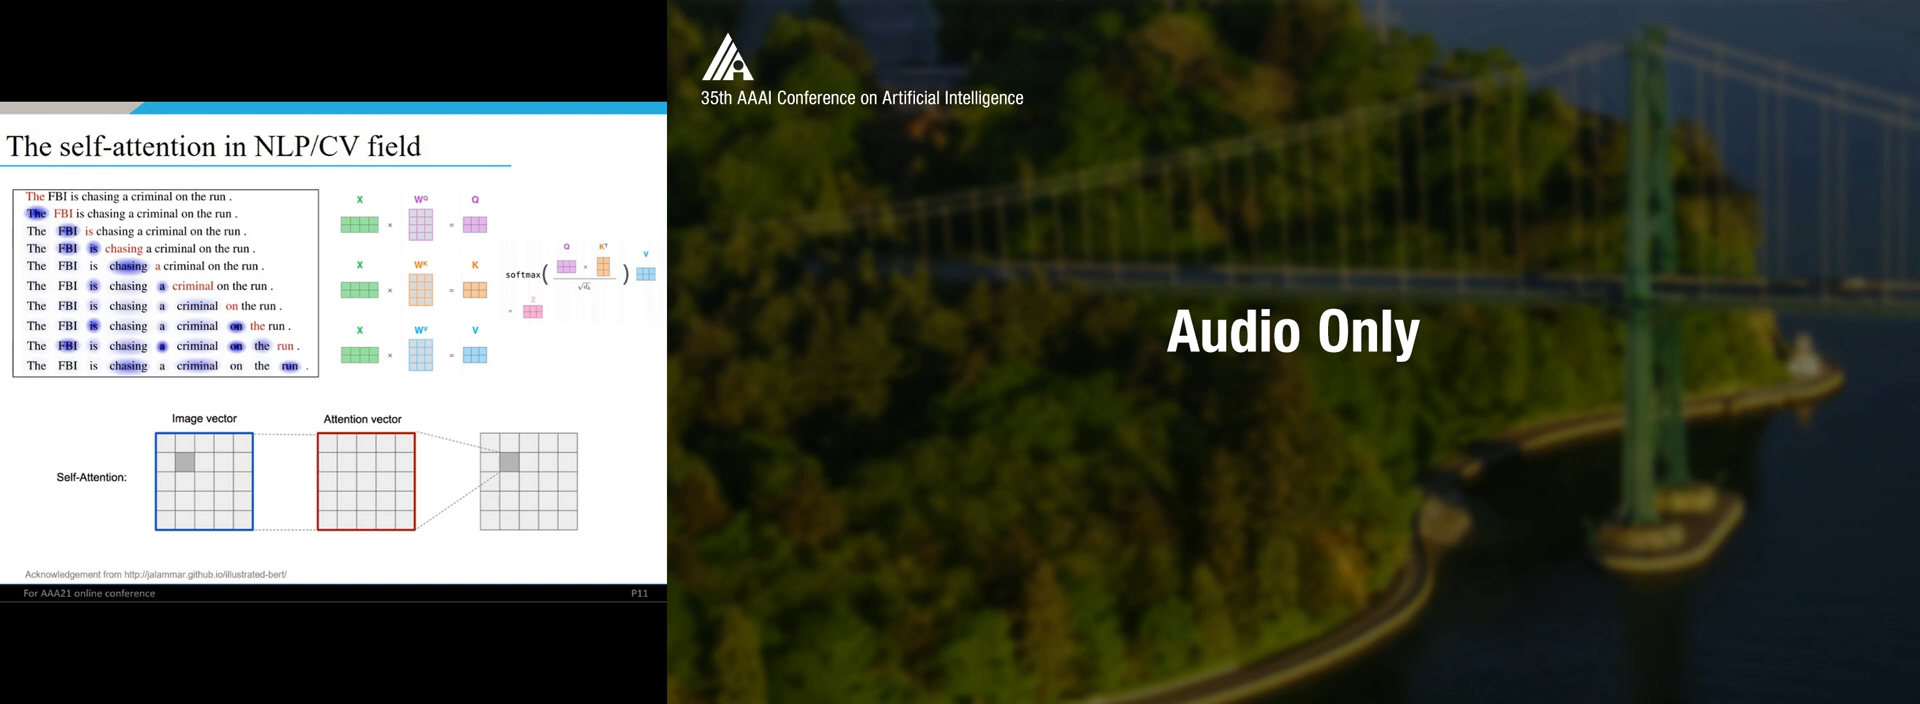 The self-attention in NLP/CV field
The FBI is chasing a criminal on the run .
The FBI is chasing a criminal on the run .
The FBI is chasing a criminal on the run .
The FBI is chasing a criminal on the run .
The FBI is chasing a criminal on the run .
The FBI is chasing a criminal on the run .
The FBI is chasing a criminal on the run .
The FBI is chasing a criminal on the run .
The FBI is chasing a criminal on the run .
The FBI is chasing a criminal on the run .
X W^Q Q
× =
X W^K K
× =
X W^V V
× =
Q K^T V
softmax( × )
√d_k
= Z
Image vector Attention vector
Self-Attention:
Acknowledgement from http://jalammar.github.io/illustrated-bert/
For AAA21 online conference P11
35th AAAI Conference on Artificial Intelligence
Audio Only